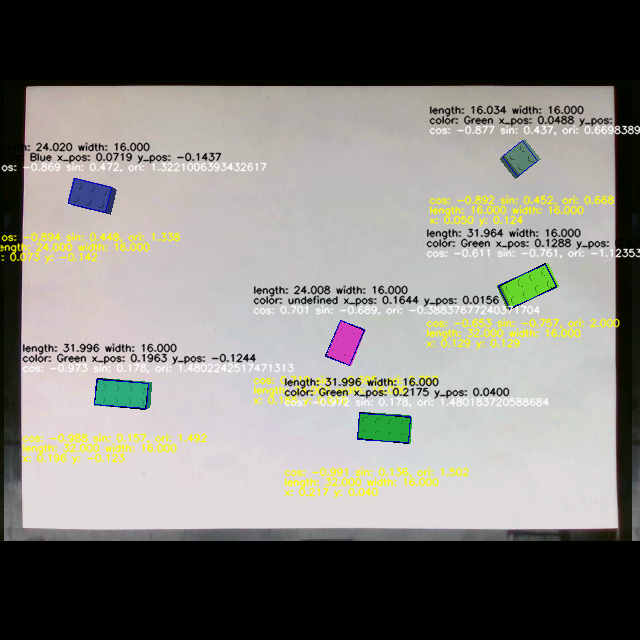 length: 16.034 width: 16.000
color: Green x_pos: 0.0488 y_pos:
cos: -0.877 sin: 0.437, ori: 0.6698389
24.020 width: 16.000
Blue x_pos: 0.0719 y_pos: -0.1437
os: -0.869 sin: 0.472, ori: 1.3221006393432617
cos: -0.892 sin: 0.452, ori: 0.668
length: 16.000 width: 16.000
x: 0.050 y: 0.124
os: -0.894 sin: 0.448, ori: 1.338
ength: 24.000 width: 16.000
: 0.073 y: -0.142
length: 31.964 width: 16.000
color: Green x_pos: 0.1288 y_pos:
cos: -0.611 sin: -0.761, ori: -1.12353
length: 24.008 width: 16.000
color: undefined x_pos: 0.1644 y_pos: 0.0156
cos: 0.701 sin: -0.689, ori: -0.38837677240371704
cos: -0.653 sin: -0.757, ori: 2.000
length: 32.000 width: 16.000
x: 0.129 y: 0.129
length: 31.996 width: 16.000
color: Green x_pos: 0.1963 y_pos: -0.1244
cos: -0.973 sin: 0.178, ori: 1.4802242517471313
length: 31.996 width: 16.000
color: Green x_pos: 0.2175 y_pos: 0.0400
cos: -0.972 sin: 0.178, ori: 1.480183720588684
cos: -0.988 sin: 0.153, ori: 1.492
length: 32.000 width: 16.000
cos: -0.991 sin: 0.136, ori: 1.502
length: 32.000 width: 16.000
x: 0.217 y: 0.040